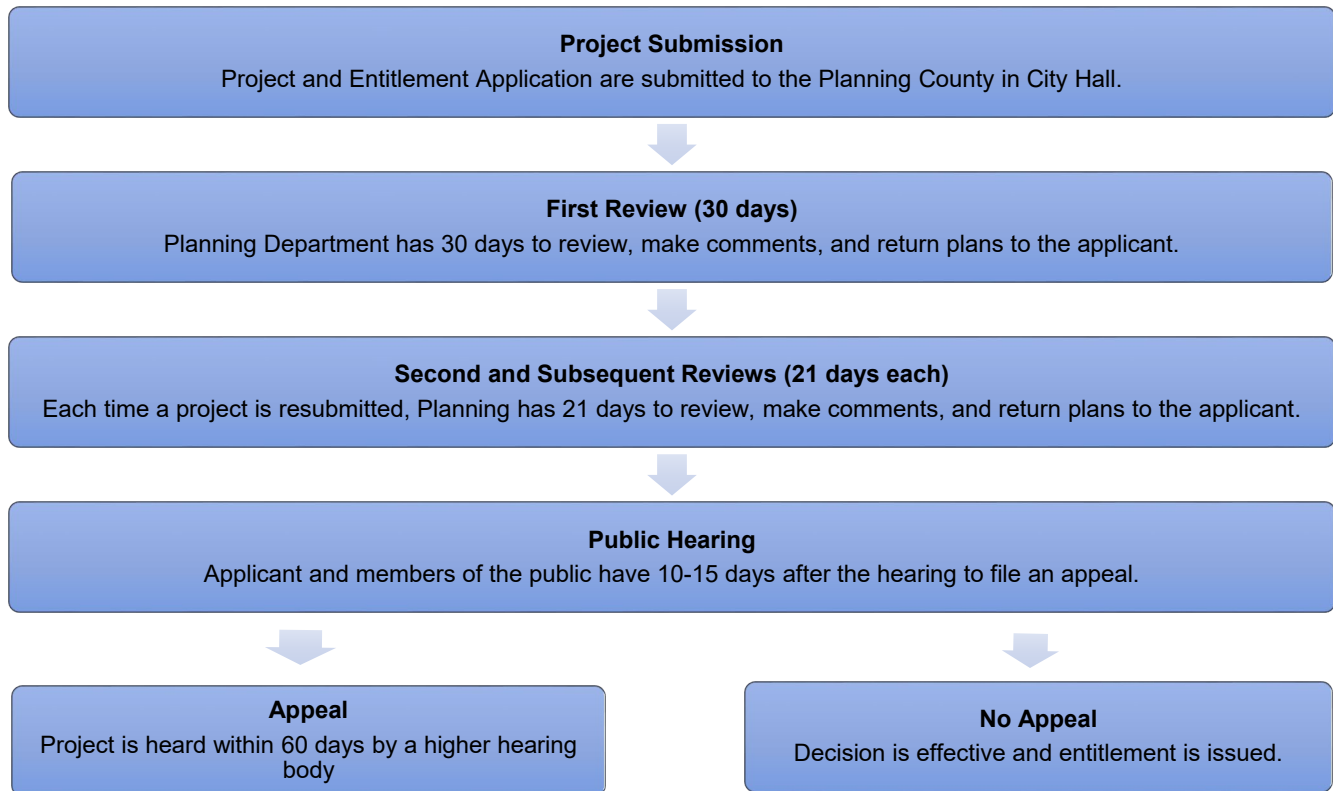 Project Submission
Project and Entitlement Application are submitted to the Planning County in City Hall.
First Review (30 days)
Planning Department has 30 days to review, make comments, and return plans to the applicant.
Second and Subsequent Reviews (21 days each)
Each time a project is resubmitted, Planning has 21 days to review, make comments, and return plans to the applicant.
Public Hearing
Applicant and members of the public have 10-15 days after the hearing to file an appeal.
Appeal
Project is heard within 60 days by a higher hearing
body
No Appeal
Decision is effective and entitlement is issued.